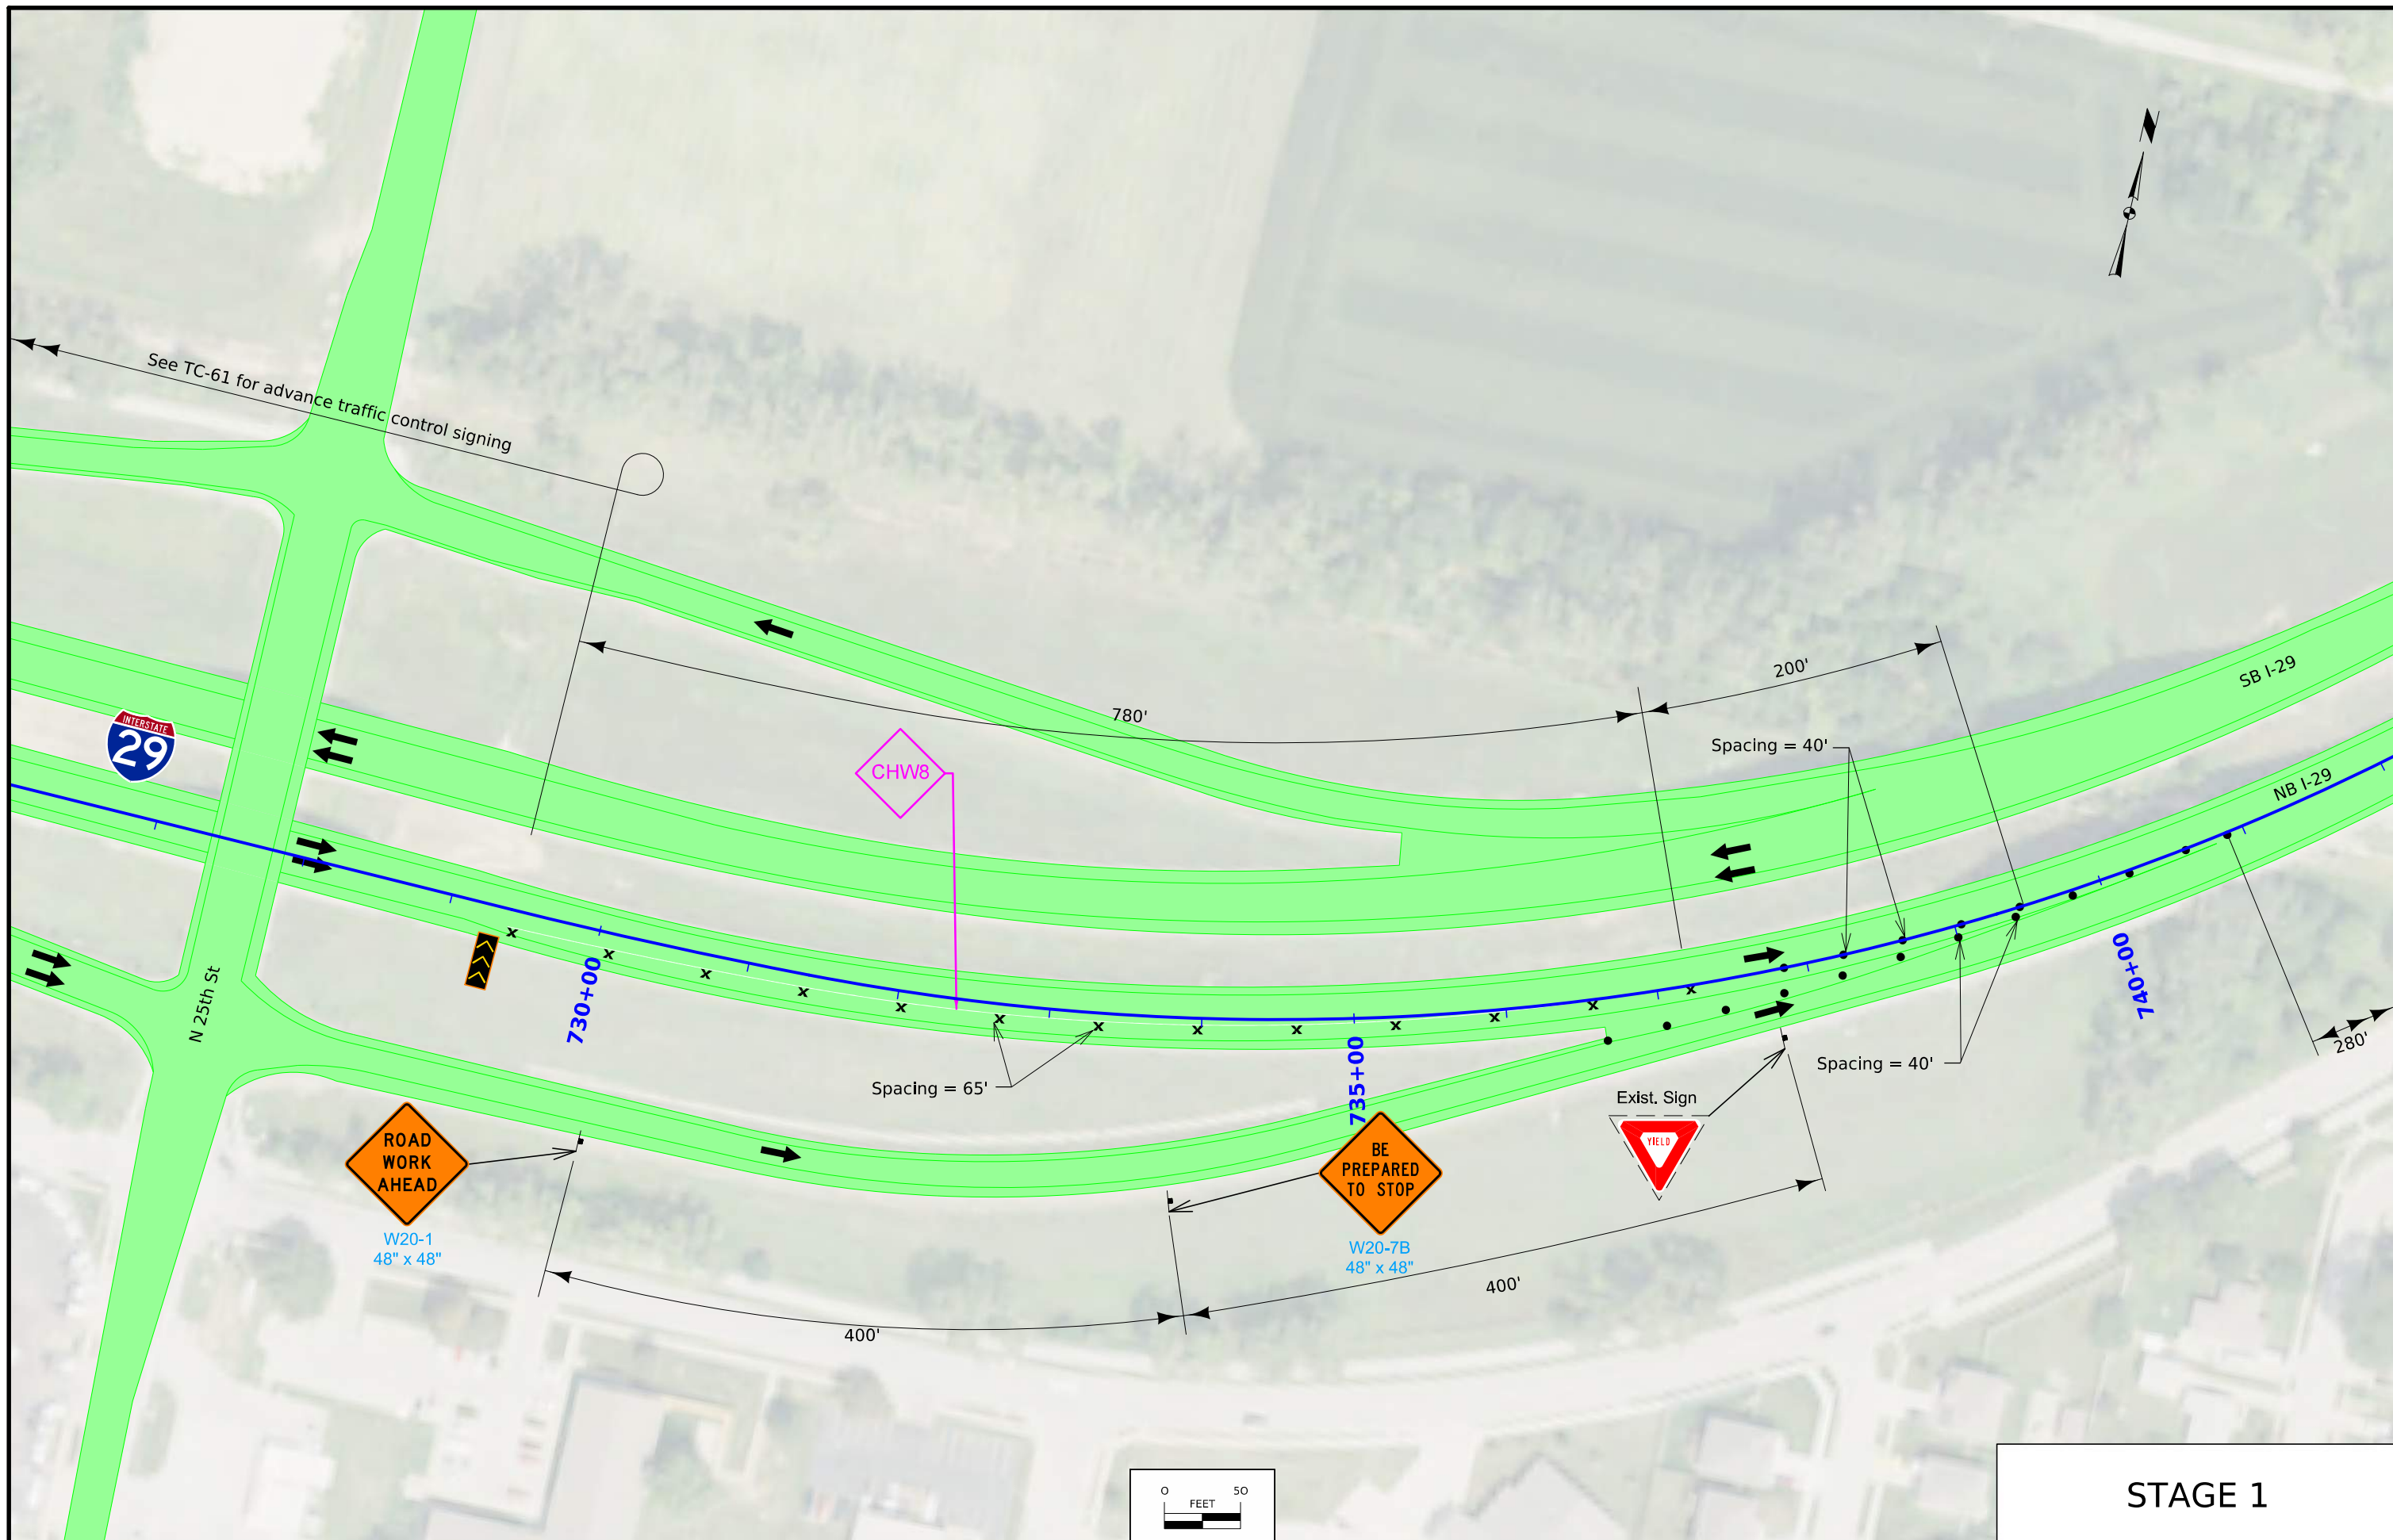 See TC-61 for advance traffic control signing
200'
SB I-29
780'
INTERSTATE
29
Spacing = 40'
CHW8
NB I-29
N 25th St
730+00
740+00
280'
735+00
Spacing = 65'
Spacing = 40'
Exist. Sign
YIELD
ROAD
WORK
AHEAD
BE
PREPARED
TO STOP
W20-1
48" x 48"
W20-7B
48" x 48"
400'
400'
0 50
FEET
STAGE 1